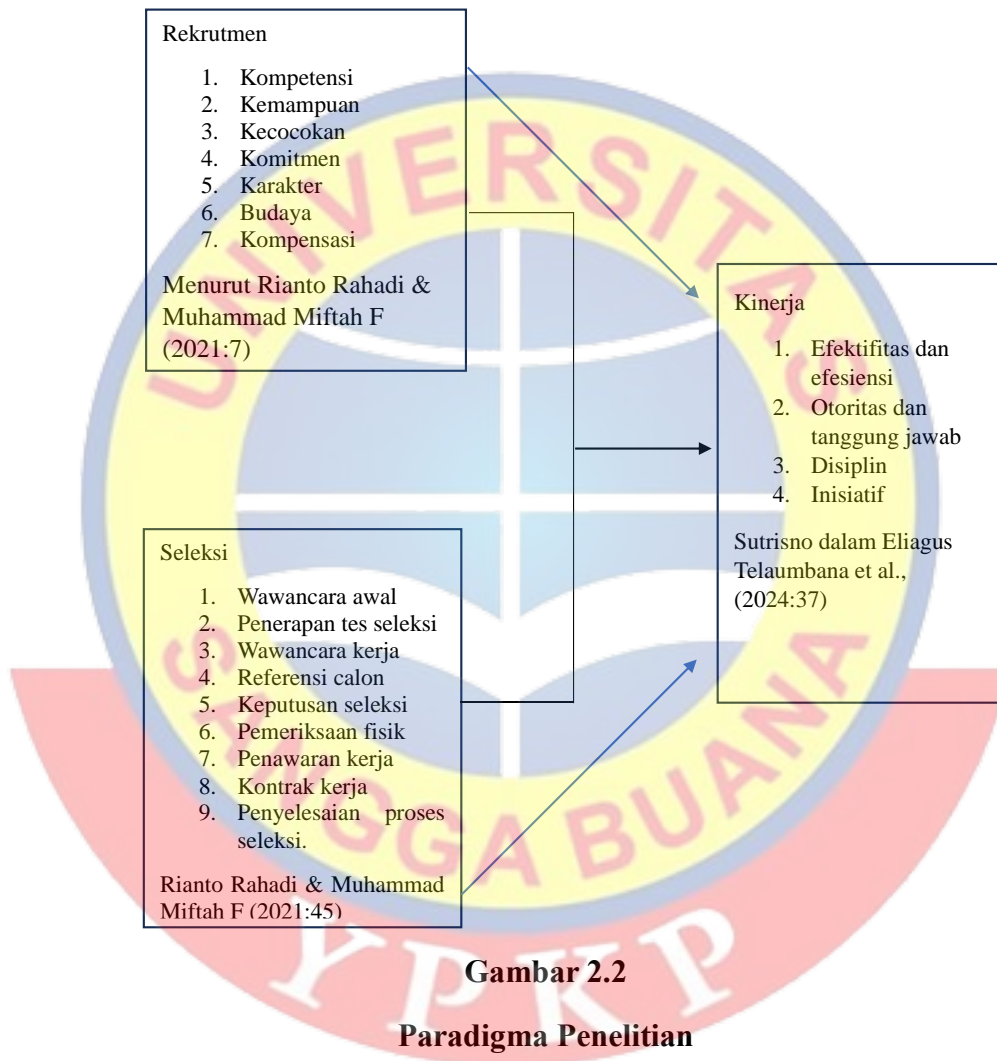 Rekrutmen
1. Kompetensi
2. Kemampuan
3. Kecocokan
4. Komitmen
5. Karakter
6. Budaya
7. Kompensasi
Menurut Rianto Rahadi &
Muhammad Miftah F
(2021:7)
Seleksi
1. Wawancara awal
2. Penerapan tes seleksi
3. Wawancara kerja
4. Referensi calon
5. Keputusan seleksi
6. Pemeriksaan fisik
7. Penawaran kerja
8. Kontrak kerja
9. Penyelesaian proses
seleksi.
Rianto Rahadi & Muhammad
Miftah F (2021:45)
Kinerja
1. Efektifitas dan
efesiensi
2. Otoritas dan
tanggung jawab
3. Disiplin
4. Inisiatif
Sutrisno dalam Eliagus
Telaumbana et al.,
(2024:37)
UNIVERSITAS
SANGGA BUANA
YPKP
Gambar 2.2
Paradigma Penelitian